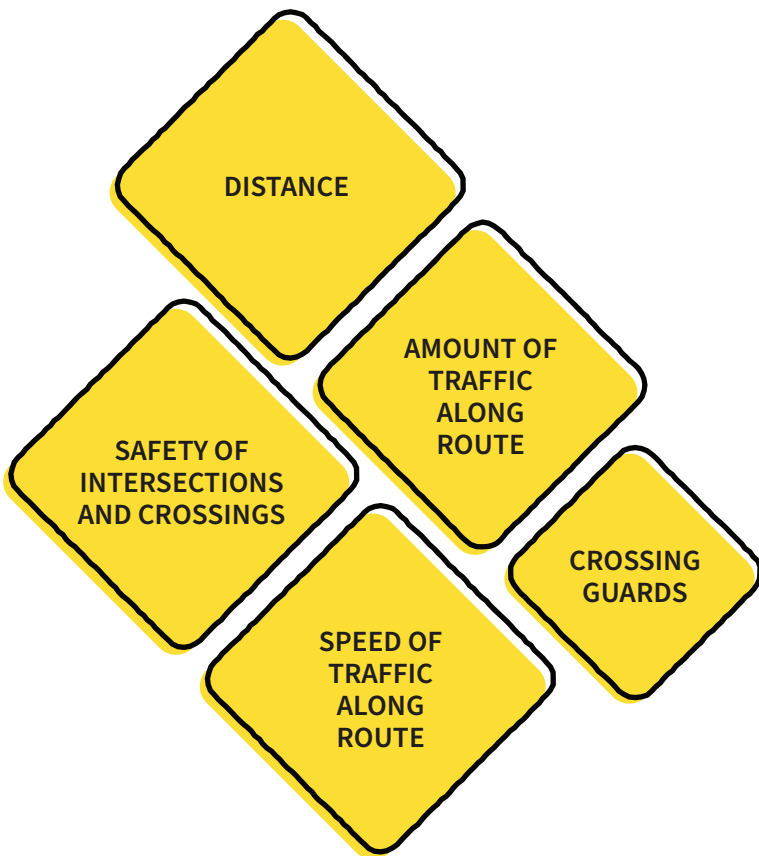 DISTANCE
AMOUNT OF
TRAFFIC
ALONG
ROUTE
SAFETY OF
INTERSECTIONS
AND CROSSINGS
CROSSING
GUARDS
SPEED OF
TRAFFIC
ALONG
ROUTE